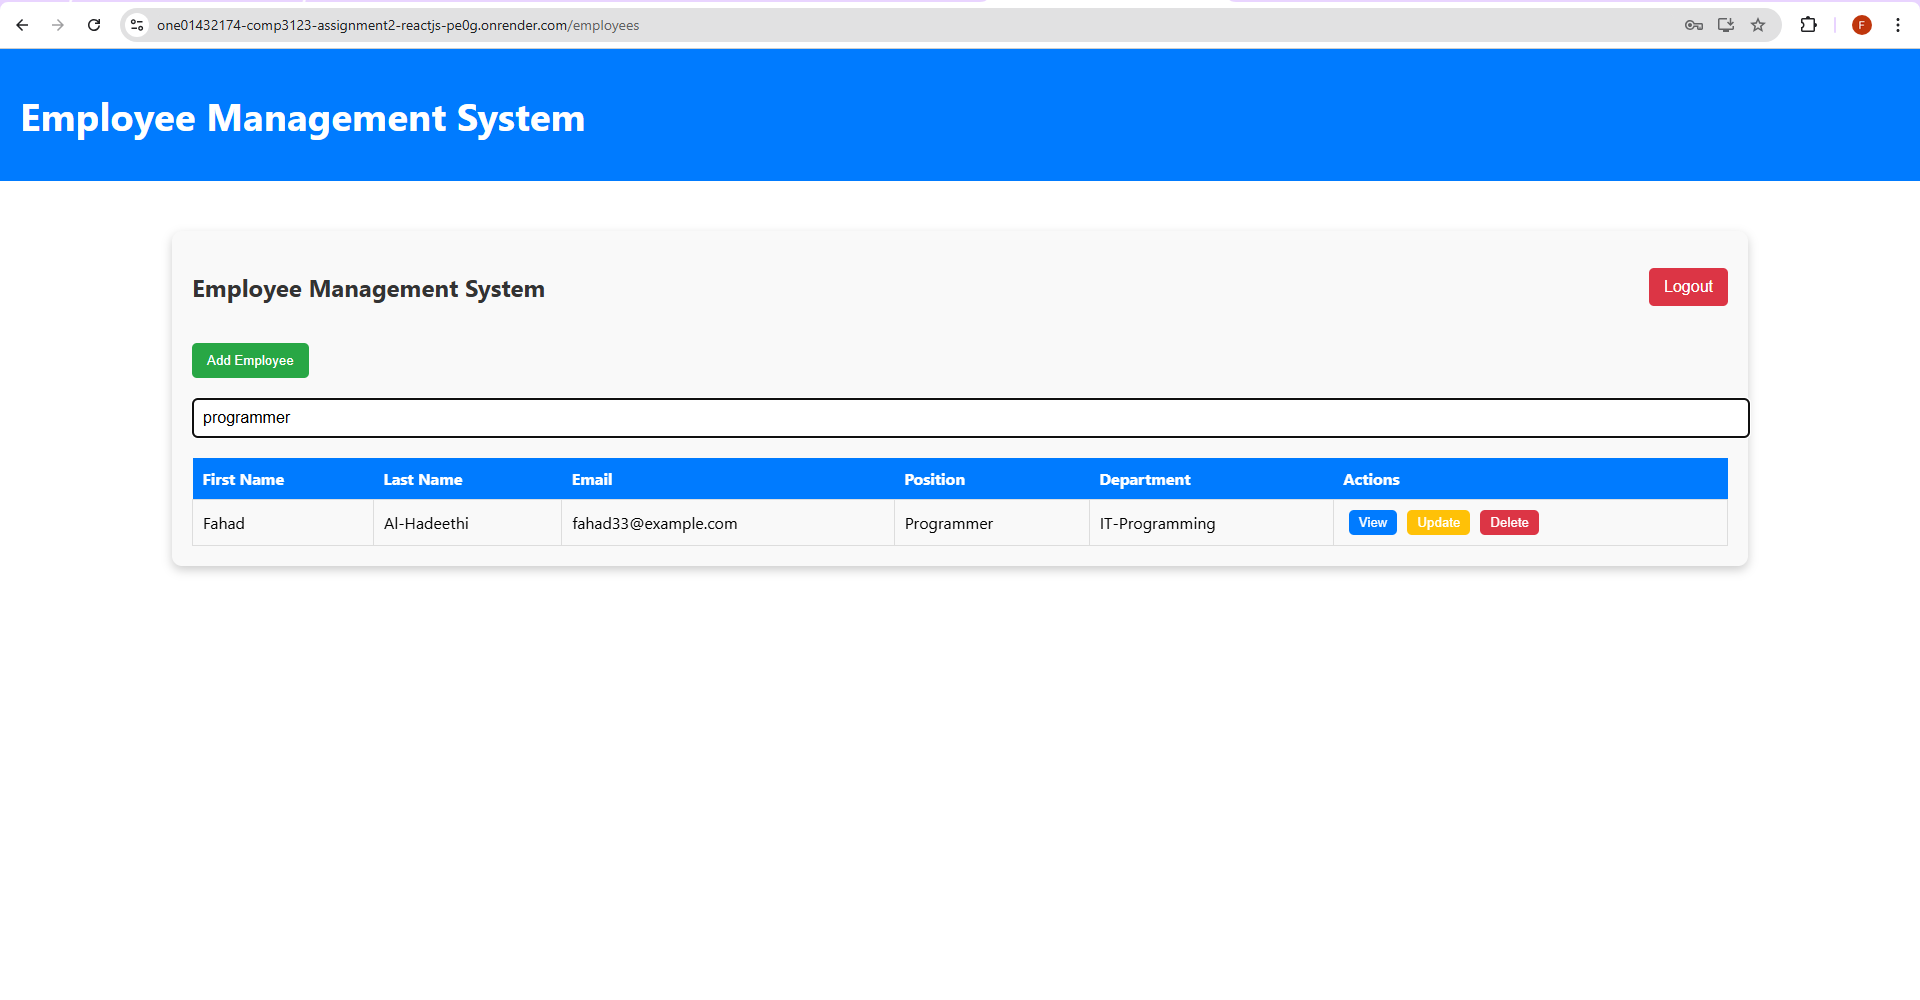 one01432174-comp3123-assignment2-reactjs-pe0g.onrender.com/employees
F
Employee Management System
Employee Management System
Logout
Add Employee
programmer
First Name Last Name Email Position Department Actions
Fahad Al-Hadeethi fahad33@example.com Programmer IT-Programming View Update Delete